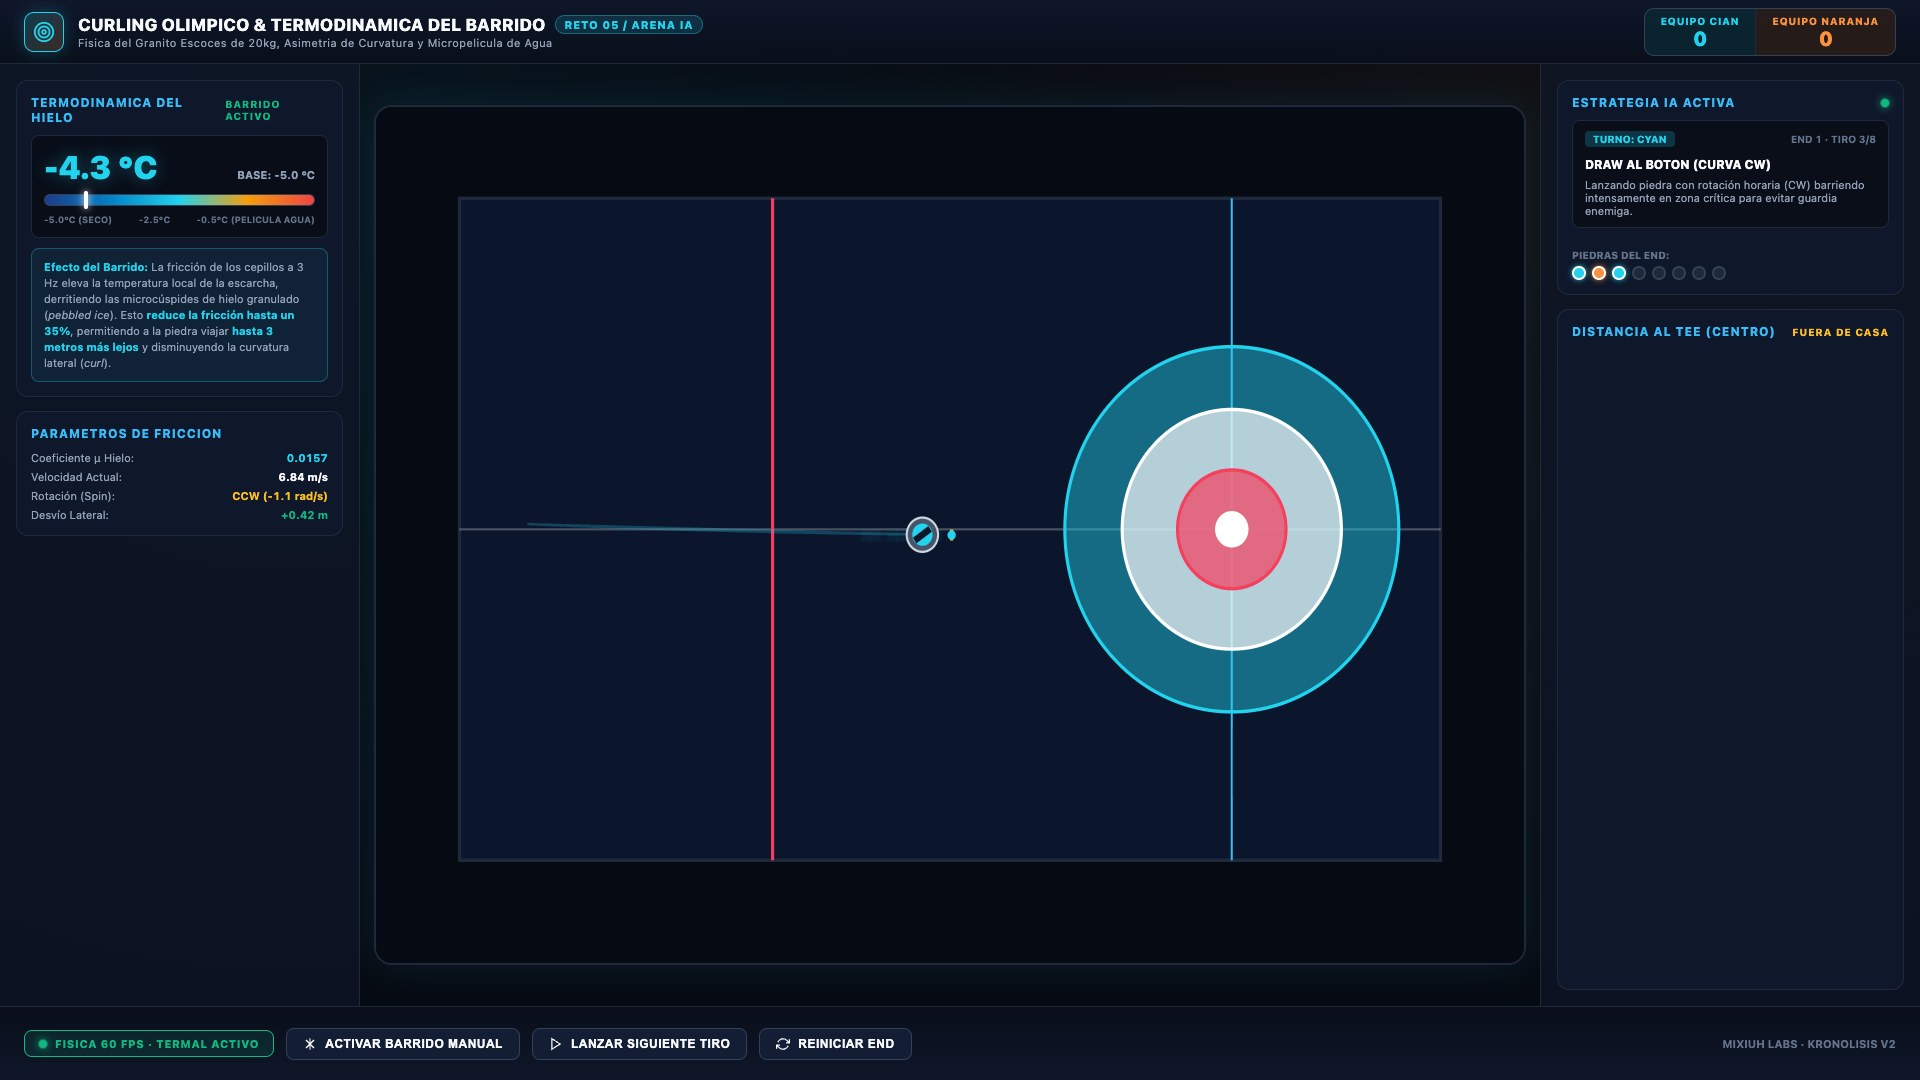 CURLING OLIMPICO & TERMODINAMICA DEL BARRIDO
RETO 05 / ARENA IA
Fisica del Granito Escoces de 20kg, Asimetria de Curvatura y Micropelicula de Agua
EQUIPO CIAN
0
EQUIPO NARANJA
0
TERMODINAMICA DEL
HIELO
BARRIDO
ACTIVO
-4.3 °C
BASE: -5.0 °C
-5.0°C (SECO)
-2.5°C
-0.5°C (PELICULA AGUA)
Efecto del Barrido: La fricción de los cepillos a 3
Hz eleva la temperatura local de la escarcha,
derritiendo las microcúspides de hielo granulado
(pebbled ice). Esto reduce la fricción hasta un
35%, permitiendo a la piedra viajar hasta 3
metros más lejos y disminuyendo la curvatura
lateral (curl).
PARAMETROS DE FRICCION
Coeficiente μ Hielo: 0.0157
Velocidad Actual: 6.84 m/s
Rotación (Spin): CCW (-1.1 rad/s)
Desvío Lateral: +0.42 m
ESTRATEGIA IA ACTIVA
TURNO: CYAN
END 1 · TIRO 3/8
DRAW AL BOTON (CURVA CW)
Lanzando piedra con rotación horaria (CW) barriendo
intensamente en zona crítica para evitar guardia
enemiga.
PIEDRAS DEL END:
DISTANCIA AL TEE (CENTRO)
FUERA DE CASA
FISICA 60 FPS · TERMAL ACTIVO
ACTIVAR BARRIDO MANUAL
LANZAR SIGUIENTE TIRO
REINICIAR END
MIXIUH LABS · KRONOLISIS V2